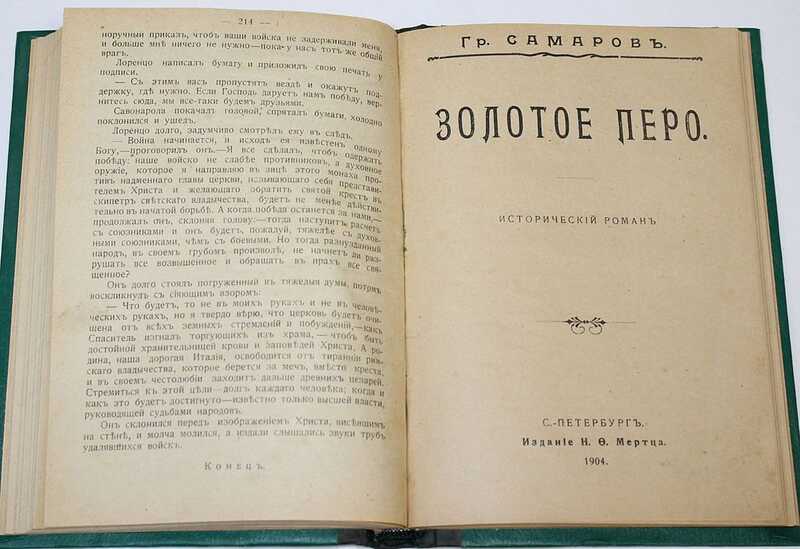 — 214 —
норучный приказъ, чтобъ ваши войска не задерживали меня,
и больше мнѣ ничего не нужно—пока у насъ тотъ же общій
врагъ.
Лоренцо написалъ бумагу и приложилъ свою печать у
подписи.
— Съ этимъ васъ пропустятъ вездѣ и окажутъ под-
держку, гдѣ нужно. Если Господь даруетъ намъ побѣду, вер-
нитесь сюда, мы все-таки будемъ друзьями.
Савонарола покачалъ головой, спряталъ бумаги, холодно
поклонился и ушелъ.
Лоренцо долго, задумчиво смотрѣлъ ему въ слѣдъ.
— Война начинается, и исходъ ея извѣстенъ одному
Богу,—проговорилъ онъ.—Я все сдѣлалъ, чтобъ одержать
побѣду: наше войско не слабѣе противниковъ, а духовное
оружіе, которое я направляю въ лицѣ этого монаха про-
тивъ надменнаго главы церкви, называющаго себя представи-
телемъ Христа и желающаго обратить святой крестъ въ
скипетръ свѣтскаго владычества, будетъ не менѣе дѣйстви-
тельно въ начатой борьбѣ. А когда побѣда останется за нами,—
продолжалъ онъ, склоняя голову:—тогда наступитъ расчетъ
съ союзниками и онъ будетъ, пожалуй, тяжелѣе съ духов-
ными союзниками, чѣмъ съ боевыми. Но тогда разнузданный
народъ, въ своемъ грубомъ произволѣ, не начнетъ ли раз-
рушать все возвышенное и обращать въ прахъ все свя-
щенное?
Онъ долго стоялъ погруженный въ тяжелыя думы, потомъ
воскликнулъ съ сіяющимъ взоромъ:
— Что будетъ, то не въ моихъ рукахъ и не въ человѣ-
ческихъ рукахъ, но я твердо вѣрю, что церковь будетъ очи-
щена отъ всѣхъ земныхъ стремленій и побужденій,—какъ
Спаситель изгналъ торгующихъ изъ храма,—чтобъ быть
достойной хранительницей крови и Заповѣдей Христа. А ро-
дина, наша дорогая Италія, освободится отъ тиранніи рим-
скаго владычества, которое берется за мечъ, вмѣсто креста,
и въ своемъ честолюбіи заходитъ дальше древнихъ цезарей.
Стремиться къ этой цѣли—долгъ каждаго человѣка; когда и
какъ это будетъ достигнуто—извѣстно только высшей власти,
руководящей судьбами народовъ.
Онъ склонился передъ изображеніемъ Христа, висѣвшимъ
на стѣнѣ, и молча молился, а издали слышались звуки трубъ
удалявшихся войскъ.
Конецъ.
Гр. САМАРОВЪ.
ЗОЛОТОЕ ПЕРО.
ИСТОРИЧЕСКІЙ РОМАНЪ
С.-ПЕТЕРБУРГЪ.
Изданіе Н. Ѳ. Мертца.
1904.